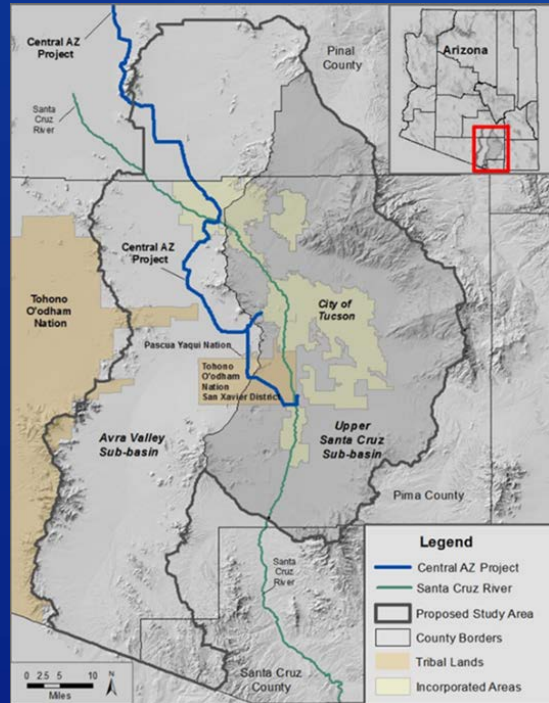 Central AZ
Project
Pinal
County
Arizona
Santa
Cruz
River
Central AZ
Project
Tohono
O'odham
Nation
City of
Tucson
Pascua Yaqui Nation
Tohono
O'odham
Nation
San Xavier District
Avra Valley
Sub-basin
Upper
Santa Cruz
Sub-basin
Pima County
Santa
Cruz
River
Santa Cruz
County
Legend
Central AZ Project
Santa Cruz River
Proposed Study Area
County Borders
Tribal Lands
Incorporated Areas
0 2.5 5 10
Miles
N